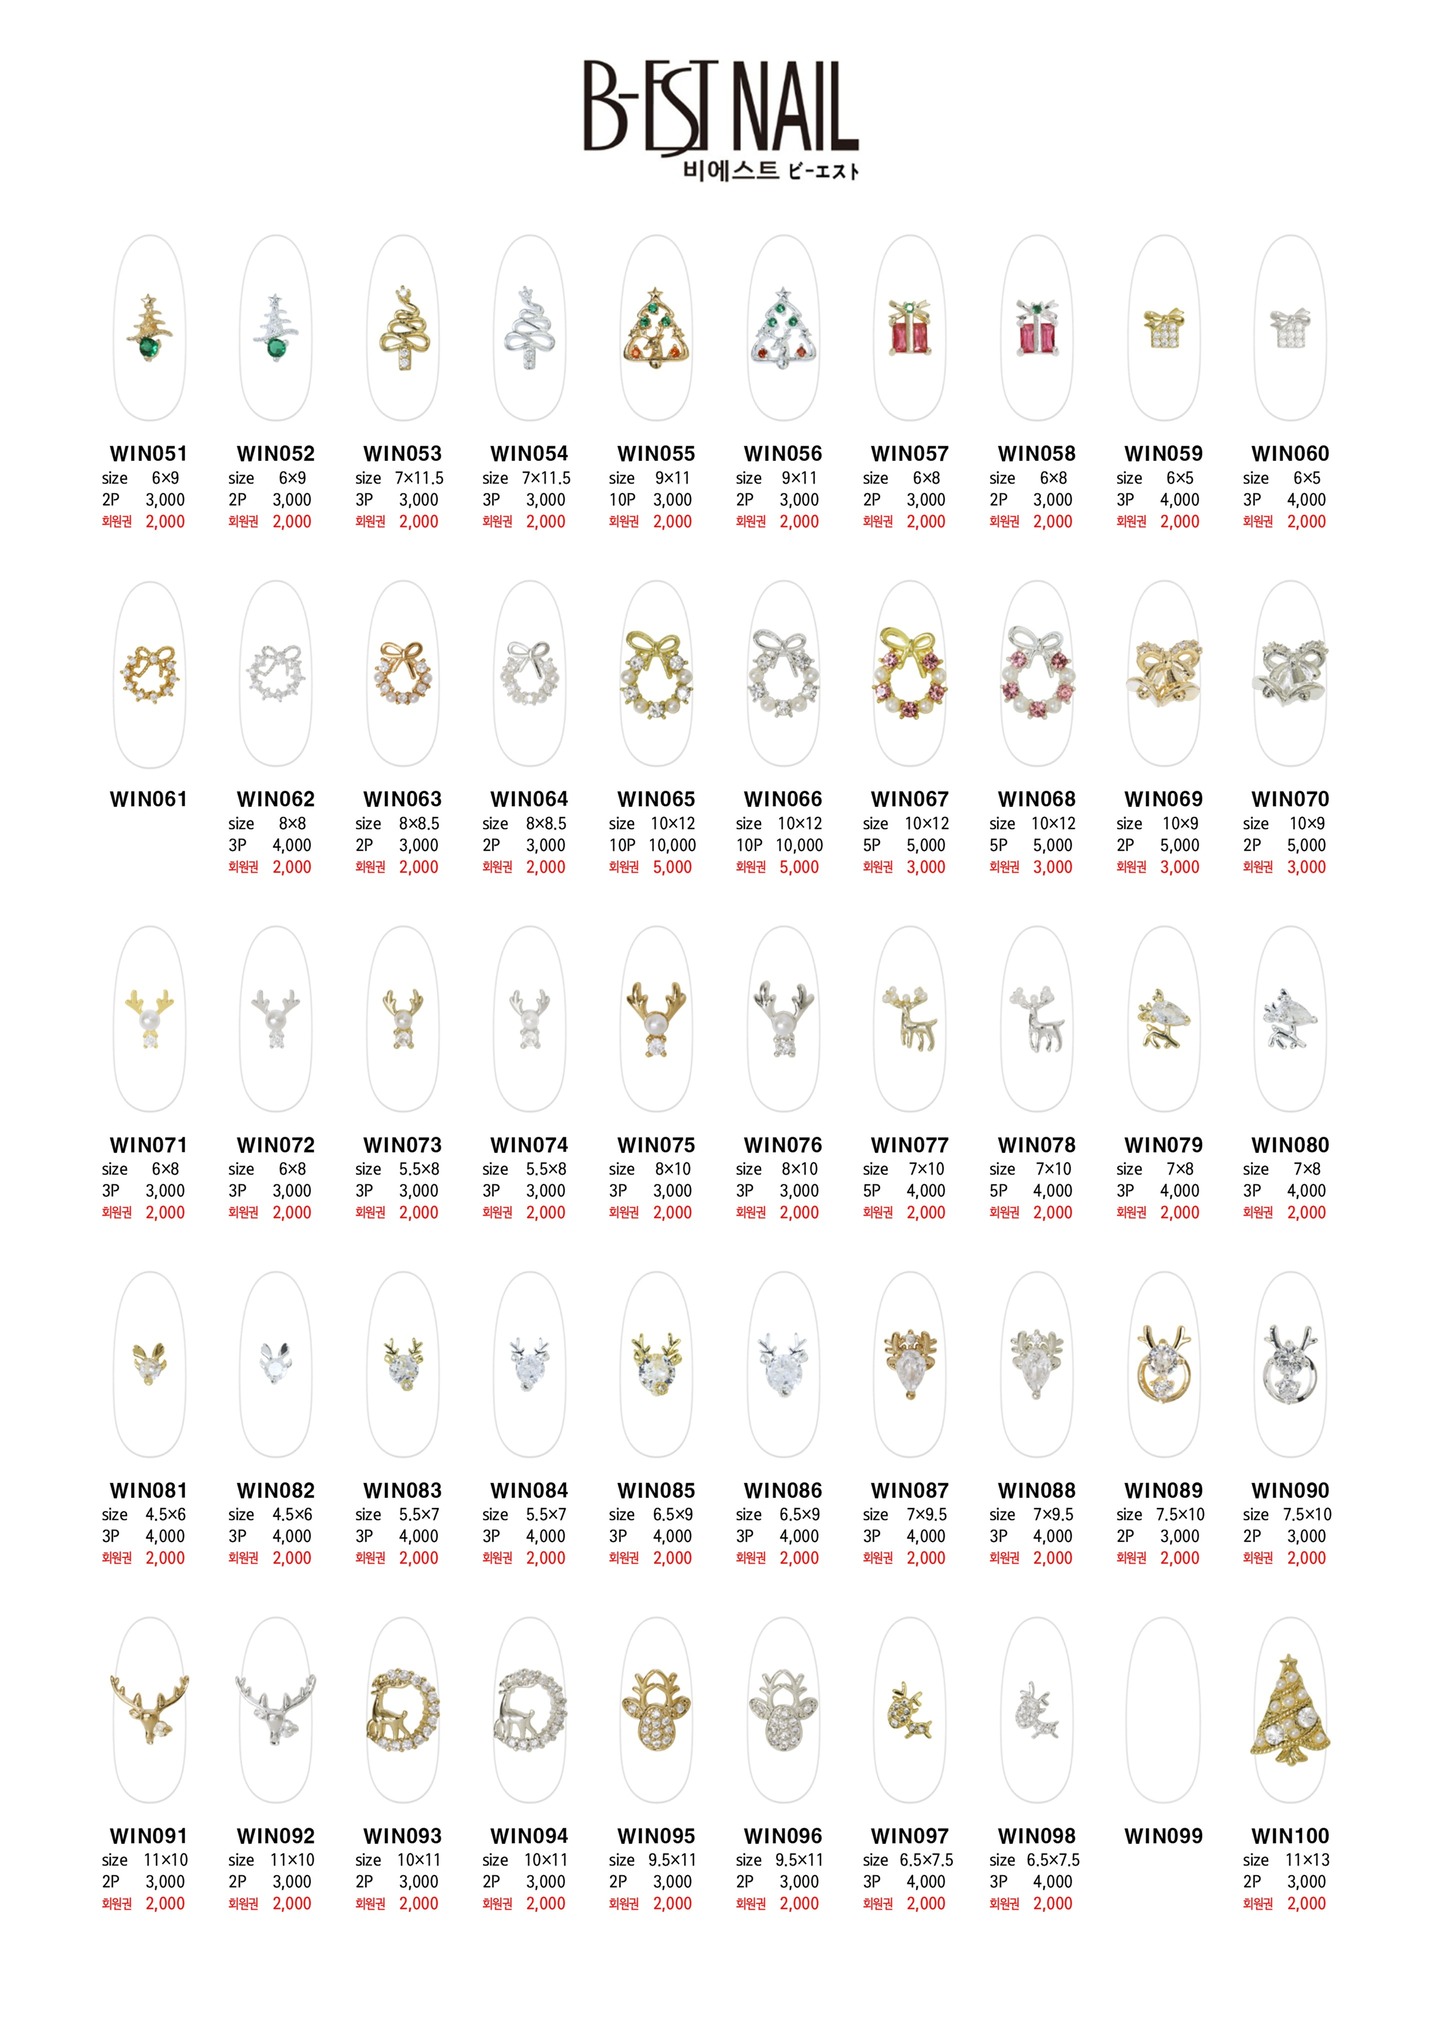 B-EST NAIL
비에스트 ビーエスト
WIN051 WIN052 WIN053 WIN054 WIN055 WIN056 WIN057 WIN058 WIN059 WIN060
size 6×9 size 6×9 size 7×11.5 size 7×11.5 size 9×11 size 9×11 size 6×8 size 6×8 size 6×5 size 6×5
2P 3,000 2P 3,000 3P 3,000 3P 3,000 10P 3,000 2P 3,000 2P 3,000 2P 3,000 3P 4,000 3P 4,000
회원권 2,000 회원권 2,000 회원권 2,000 회원권 2,000 회원권 2,000 회원권 2,000 회원권 2,000 회원권 2,000 회원권 2,000 회원권 2,000
WIN061 WIN062 WIN063 WIN064 WIN065 WIN066 WIN067 WIN068 WIN069 WIN070
size 8×8 size 8×8.5 size 8×8.5 size 10×12 size 10×12 size 10×12 size 10×12 size 10×9 size 10×9
3P 4,000 2P 3,000 2P 3,000 10P 10,000 10P 10,000 5P 5,000 5P 5,000 2P 5,000 2P 5,000
회원권 2,000 회원권 2,000 회원권 2,000 회원권 5,000 회원권 5,000 회원권 3,000 회원권 3,000 회원권 3,000 회원권 3,000
WIN071 WIN072 WIN073 WIN074 WIN075 WIN076 WIN077 WIN078 WIN079 WIN080
size 6×8 size 6×8 size 5.5×8 size 5.5×8 size 8×10 size 8×10 size 7×10 size 7×10 size 7×8 size 7×8
3P 3,000 3P 3,000 3P 3,000 3P 3,000 3P 3,000 3P 3,000 5P 4,000 5P 4,000 3P 4,000 3P 4,000
회원권 2,000 회원권 2,000 회원권 2,000 회원권 2,000 회원권 2,000 회원권 2,000 회원권 2,000 회원권 2,000 회원권 2,000 회원권 2,000
WIN081 WIN082 WIN083 WIN084 WIN085 WIN086 WIN087 WIN088 WIN089 WIN090
size 4.5×6 size 4.5×6 size 5.5×7 size 5.5×7 size 6.5×9 size 6.5×9 size 7×9.5 size 7×9.5 size 7.5×10 size 7.5×10
3P 4,000 3P 4,000 3P 4,000 3P 4,000 3P 4,000 3P 4,000 3P 4,000 3P 4,000 2P 3,000 2P 3,000
회원권 2,000 회원권 2,000 회원권 2,000 회원권 2,000 회원권 2,000 회원권 2,000 회원권 2,000 회원권 2,000 회원권 2,000 회원권 2,000
WIN091 WIN092 WIN093 WIN094 WIN095 WIN096 WIN097 WIN098 WIN099 WIN100
size 11×10 size 11×10 size 10×11 size 10×11 size 9.5×11 size 9.5×11 size 6.5×7.5 size 6.5×7.5 size 11×13
2P 3,000 2P 3,000 2P 3,000 2P 3,000 2P 3,000 2P 3,000 3P 4,000 3P 4,000 2P 3,000
회원권 2,000 회원권 2,000 회원권 2,000 회원권 2,000 회원권 2,000 회원권 2,000 회원권 2,000 회원권 2,000 회원권 2,000